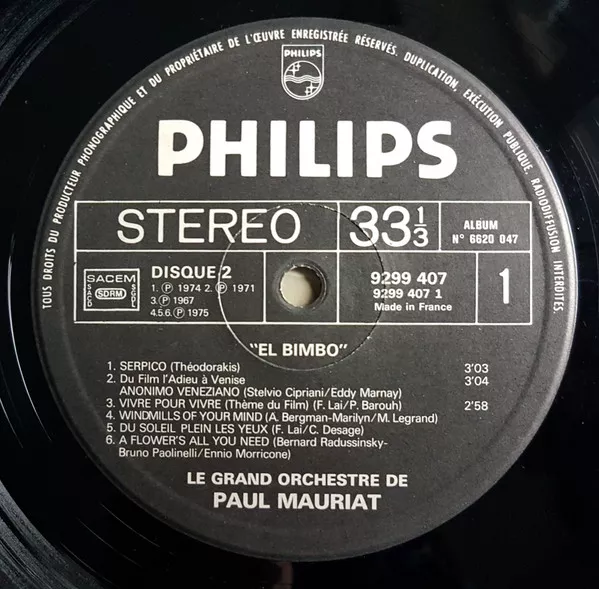 TOUS DROITS DU PRODUCTEUR PHONOGRAPHIQUE ET DU PROPRIÉTAIRE DE L'ŒUVRE ENREGISTRÉE RÉSERVÉS. DUPLICATION, EXÉCUTION PUBLIQUE, RADIODIFFUSION INTERDITES.
PHILIPS
PHILIPS
STEREO 33 1/3 ALBUM
N° 6620 047
SACEM
SACD SDRM SGDL
DISQUE 2
1. ℗ 1974 2. ℗ 1971
3. ℗ 1967
4.5.6. ℗ 1975
9299 407
9299 407 1
Made in France
1
"EL BIMBO"
1. SERPICO (Théodorakis) 3'03
2. Du Film l'Adieu à Venise 3'04
ANONIMO VENEZIANO (Stelvio Cipriani/Eddy Marnay)
3. VIVRE POUR VIVRE (Thème du Film) (F. Lai/P. Barouh) 2'58
4. WINDMILLS OF YOUR MIND (A. Bergman-Marilyn/M. Legrand)
5. DU SOLEIL PLEIN LES YEUX (F. Lai/C. Desage)
6. A FLOWER'S ALL YOU NEED (Bernard Radussinsky-
Bruno Paolinelli/Ennio Morricone)
LE GRAND ORCHESTRE DE
PAUL MAURIAT